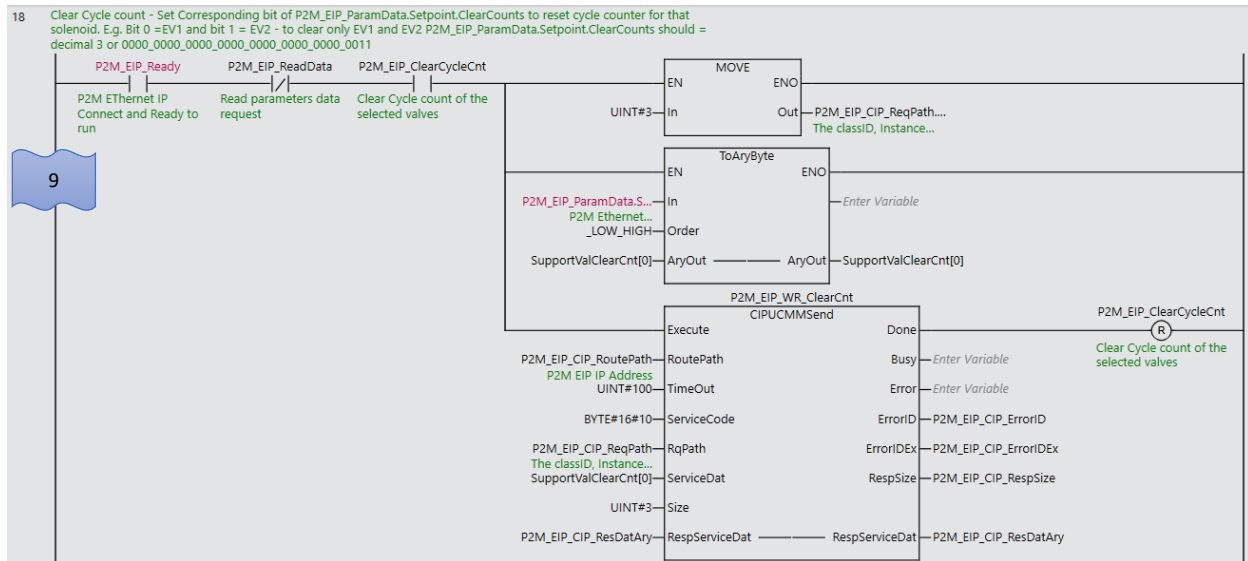 18 Clear Cycle count - Set Corresponding bit of P2M_EIP_ParamData.Setpoint.ClearCounts to reset cycle counter for that
solenoid. E.g. Bit 0 =EV1 and bit 1 = EV2 - to clear only EV1 and EV2 P2M_EIP_ParamData.Setpoint.ClearCounts should =
decimal 3 or 0000_0000_0000_0000_0000_0000_0000_0011
P2M_EIP_Ready P2M_EIP_ReadData P2M_EIP_ClearCycleCnt
P2M EThernet IP
Connect and Ready to
run
Read parameters data
request
Clear Cycle count of the
selected valves
9
MOVE
EN ENO
UINT#3 In Out P2M_EIP_CIP_ReqPath....
The classID, Instance...
ToAryByte
EN ENO
P2M_EIP_ParamData.S... In Enter Variable
P2M Ethernet...
_LOW_HIGH Order
SupportValClearCnt[0] AryOut AryOut SupportValClearCnt[0]
P2M_EIP_WR_ClearCnt
CIPUCMMSend
Execute Done
P2M_EIP_ClearCycleCnt
R
Clear Cycle count of the
selected valves
P2M_EIP_CIP_RoutePath RoutePath Busy Enter Variable
P2M EIP IP Address
UINT#100 TimeOut Error Enter Variable
BYTE#16#10 ServiceCode ErrorID P2M_EIP_CIP_ErrorID
P2M_EIP_CIP_ReqPath RqPath ErrorIDEx P2M_EIP_CIP_ErrorIDEx
The classID, Instance...
SupportValClearCnt[0] ServiceDat RespSize P2M_EIP_CIP_RespSize
UINT#3 Size
P2M_EIP_CIP_ResDatAry RespServiceDat RespServiceDat P2M_EIP_CIP_ResDatAry